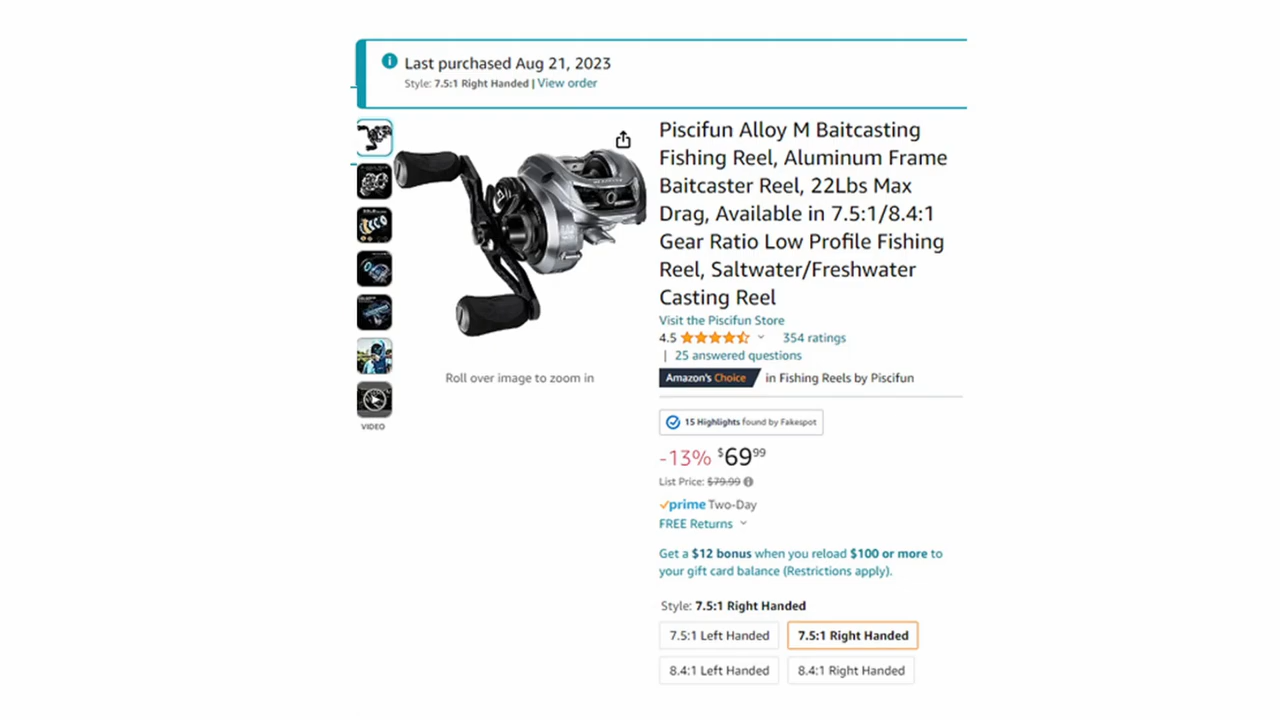 Last purchased Aug 21, 2023
Style: 7.5:1 Right Handed | View order
Piscifun Alloy M Baitcasting
Fishing Reel, Aluminum Frame
Baitcaster Reel, 22Lbs Max
Drag, Available in 7.5:1/8.4:1
Gear Ratio Low Profile Fishing
Reel, Saltwater/Freshwater
Casting Reel
Visit the Piscifun Store
4.5 354 ratings
| 25 answered questions
Amazon's Choice in Fishing Reels by Piscifun
Roll over image to zoom in
VIDEO
15 Highlights found by Fakespot
-13% $6999
List Price: $79.99
prime Two-Day
FREE Returns
Get a $12 bonus when you reload $100 or more to
your gift card balance (Restrictions apply).
Style: 7.5:1 Right Handed
7.5:1 Left Handed 7.5:1 Right Handed
8.4:1 Left Handed 8.4:1 Right Handed